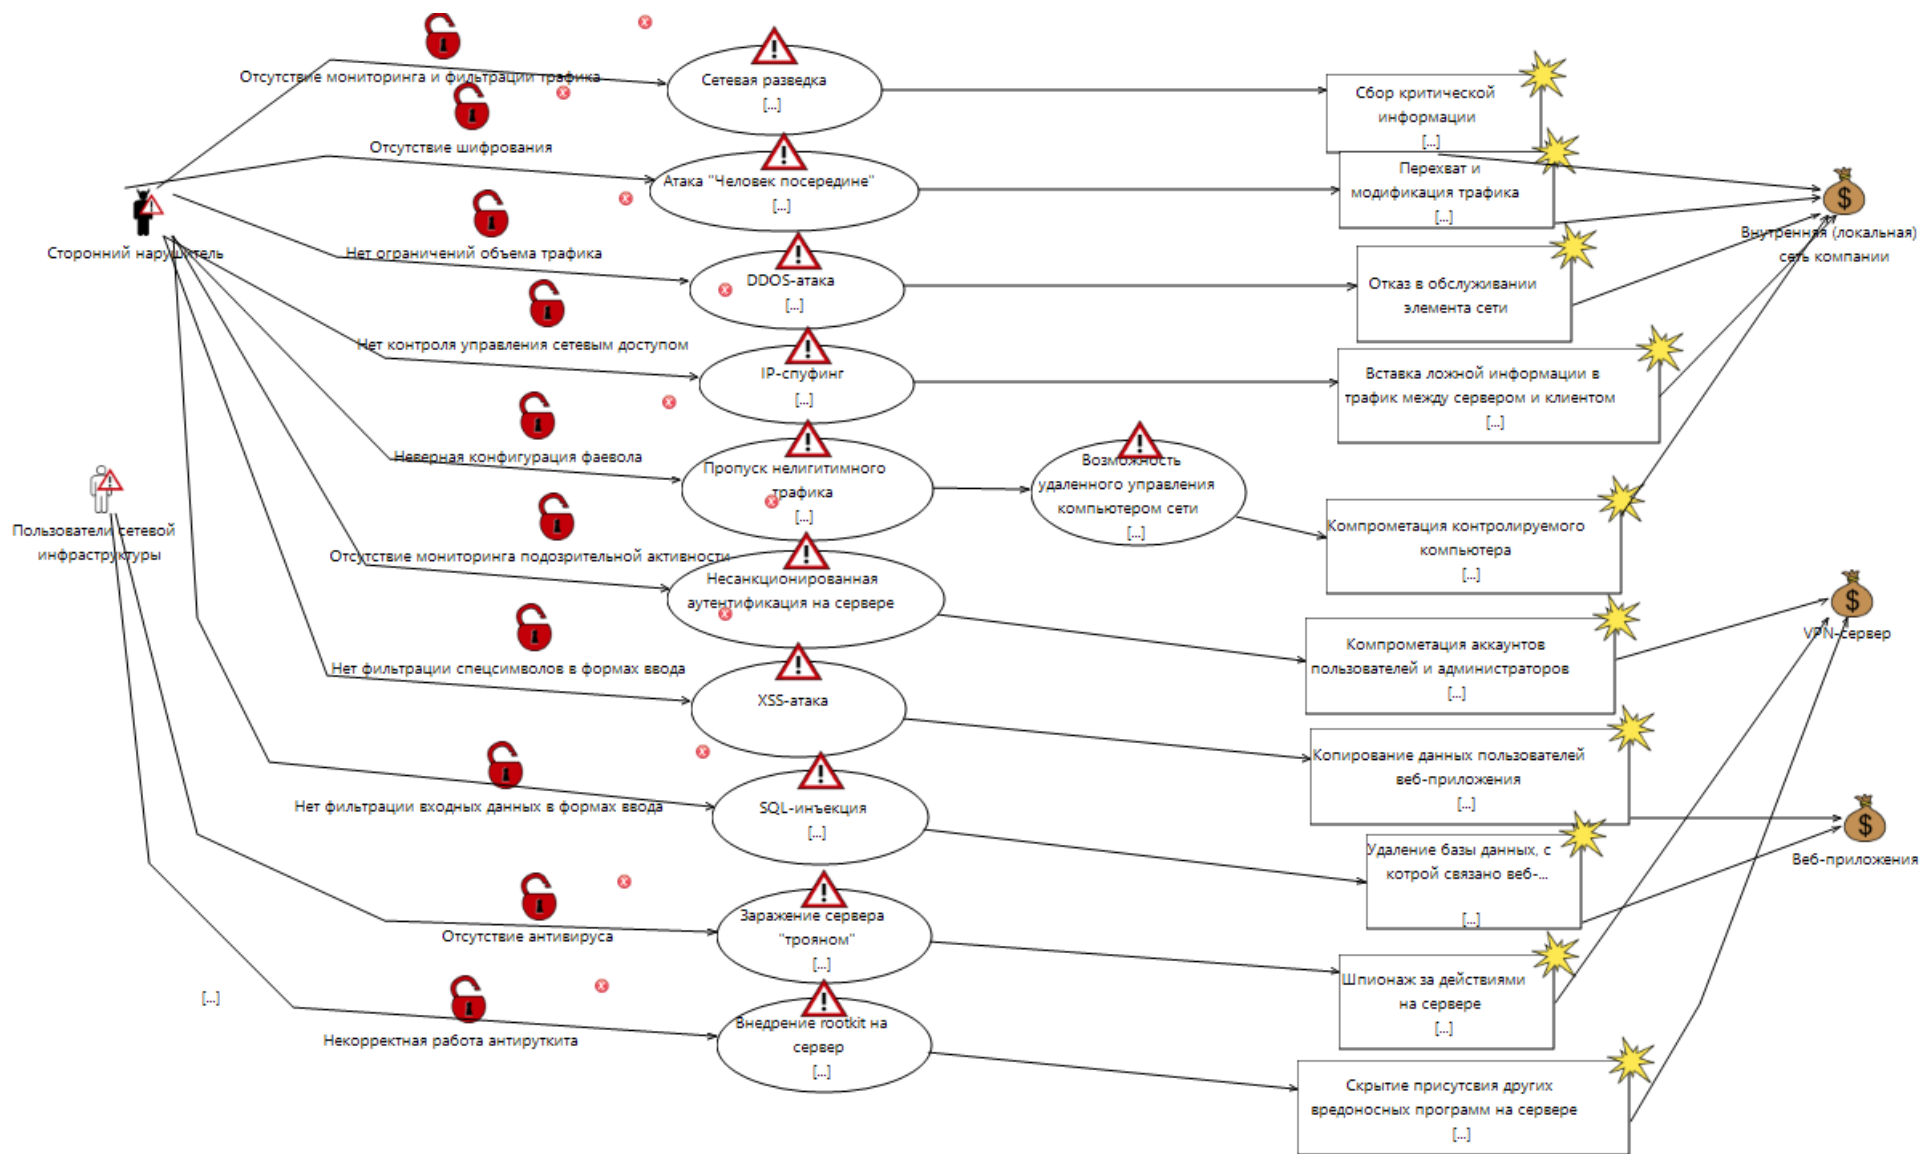 Отсутствие мониторинга и фильтрации трафика
Сетевая разведка
[...]
Сбор критической
информации
[...]
Отсутствие шифрования
Атака "Человек посередине"
[...]
Перехват и
модификация трафика
[...]
Сторонний нарушитель
Внутренняя (локальная)
сеть компании
Нет ограничений объема трафика
DDOS-атака
[...]
Отказ в обслуживании
элемента сети
Нет контроля управления сетевым доступом
IP-спуфинг
[...]
Вставка ложной информации в
трафик между сервером и клиентом
[...]
Неверная конфигурация фаевола
Пропуск нелигитимного
трафика
[...]
Возможность
удаленного управления
компьютером сети
[...]
Компрометация контролируемого
компьютера
[...]
Пользователи сетевой
инфраструктуры
Отсутствие мониторинга подозрительной активности
Несанкционированная
аутентификация на сервере
Компрометация аккаунтов
пользователей и администраторов
[...]
VPN-сервер
Нет фильтрации спецсимволов в формах ввода
XSS-атака
Копирование данных пользователей
веб-приложения
[...]
Нет фильтрации входных данных в формах ввода
SQL-инъекция
[...]
Удаление базы данных, с
котрой связано веб-...
[...]
Веб-приложения
Отсутствие антивируса
Заражение сервера
"трояном"
[...]
Шпионаж за действиями
на сервере
[...]
[...]
Некорректная работа антируткита
Внедрение rootkit на
сервер
[...]
Скрытие присутсвия других
вредоносных программ на сервере
[...]